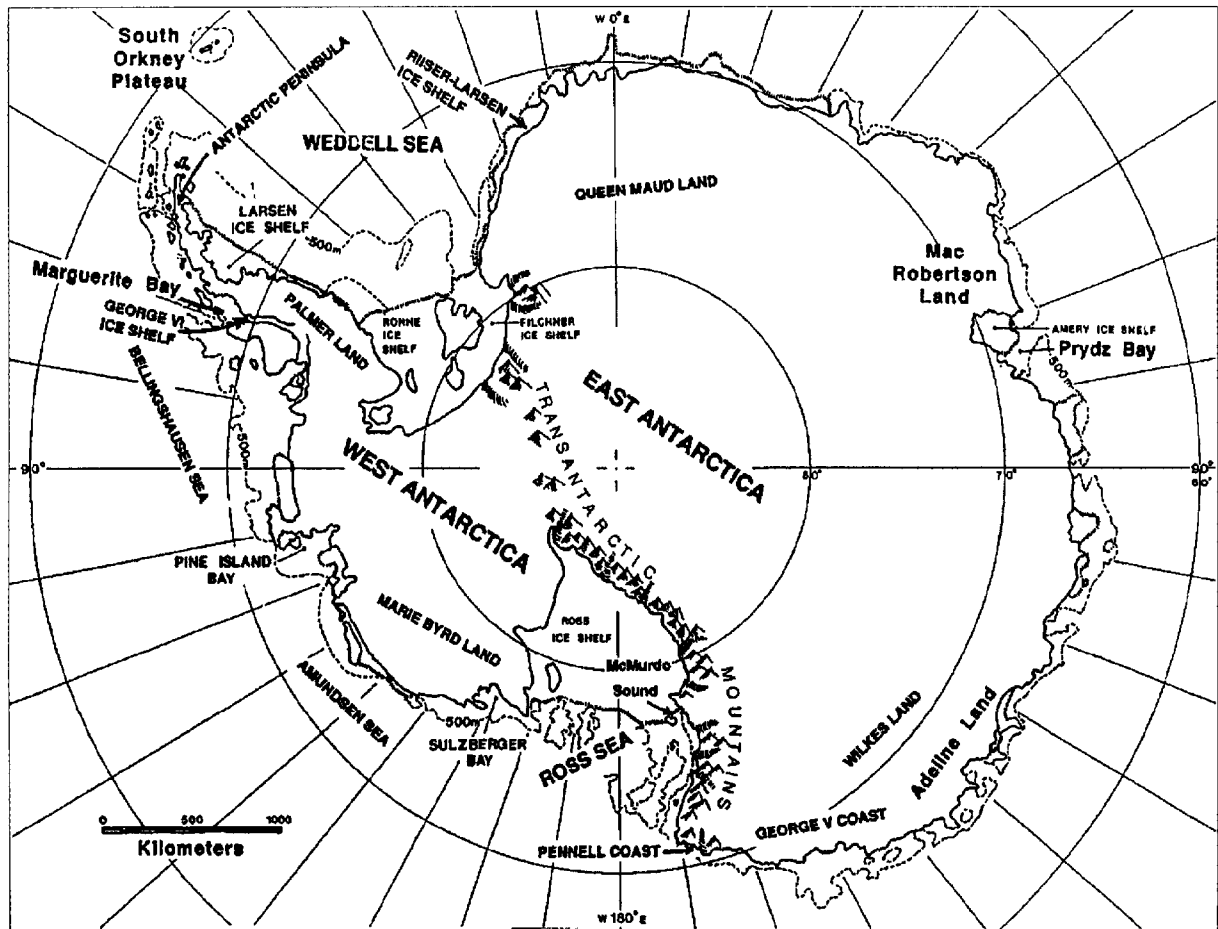 W 0° E
South
Orkney
Plateau
ANTARCTIC PENINSULA
RIISER-LARSEN
ICE SHELF
WEDDELL SEA
QUEEN MAUD LAND
LARSEN
ICE SHELF
500m
Mac
Robertson
Land
Marguerite Bay
GEORGE VI
ICE SHELF
PALMER LAND
RONNE
ICE
SHELF
FILCHNER
ICE SHELF
AMERY ICE SHELF
Prydz Bay
500m
BELLINGSHAUSEN SEA
EAST ANTARCTICA
TRANSANTARCTIC
500m
WEST ANTARCTICA
90°
80°
70°
90°
60°
PINE ISLAND
BAY
MARIE BYRD LAND
ROSS
ICE SHELF
McMurdo
Sound
MOUNTAINS
AMUNDSEN SEA
500m
SULZBERGER
BAY
ROSS SEA
WILKES LAND
Adeline Land
GEORGE V COAST
PENNELL COAST
0 500 1000
Kilometers
W 180° E